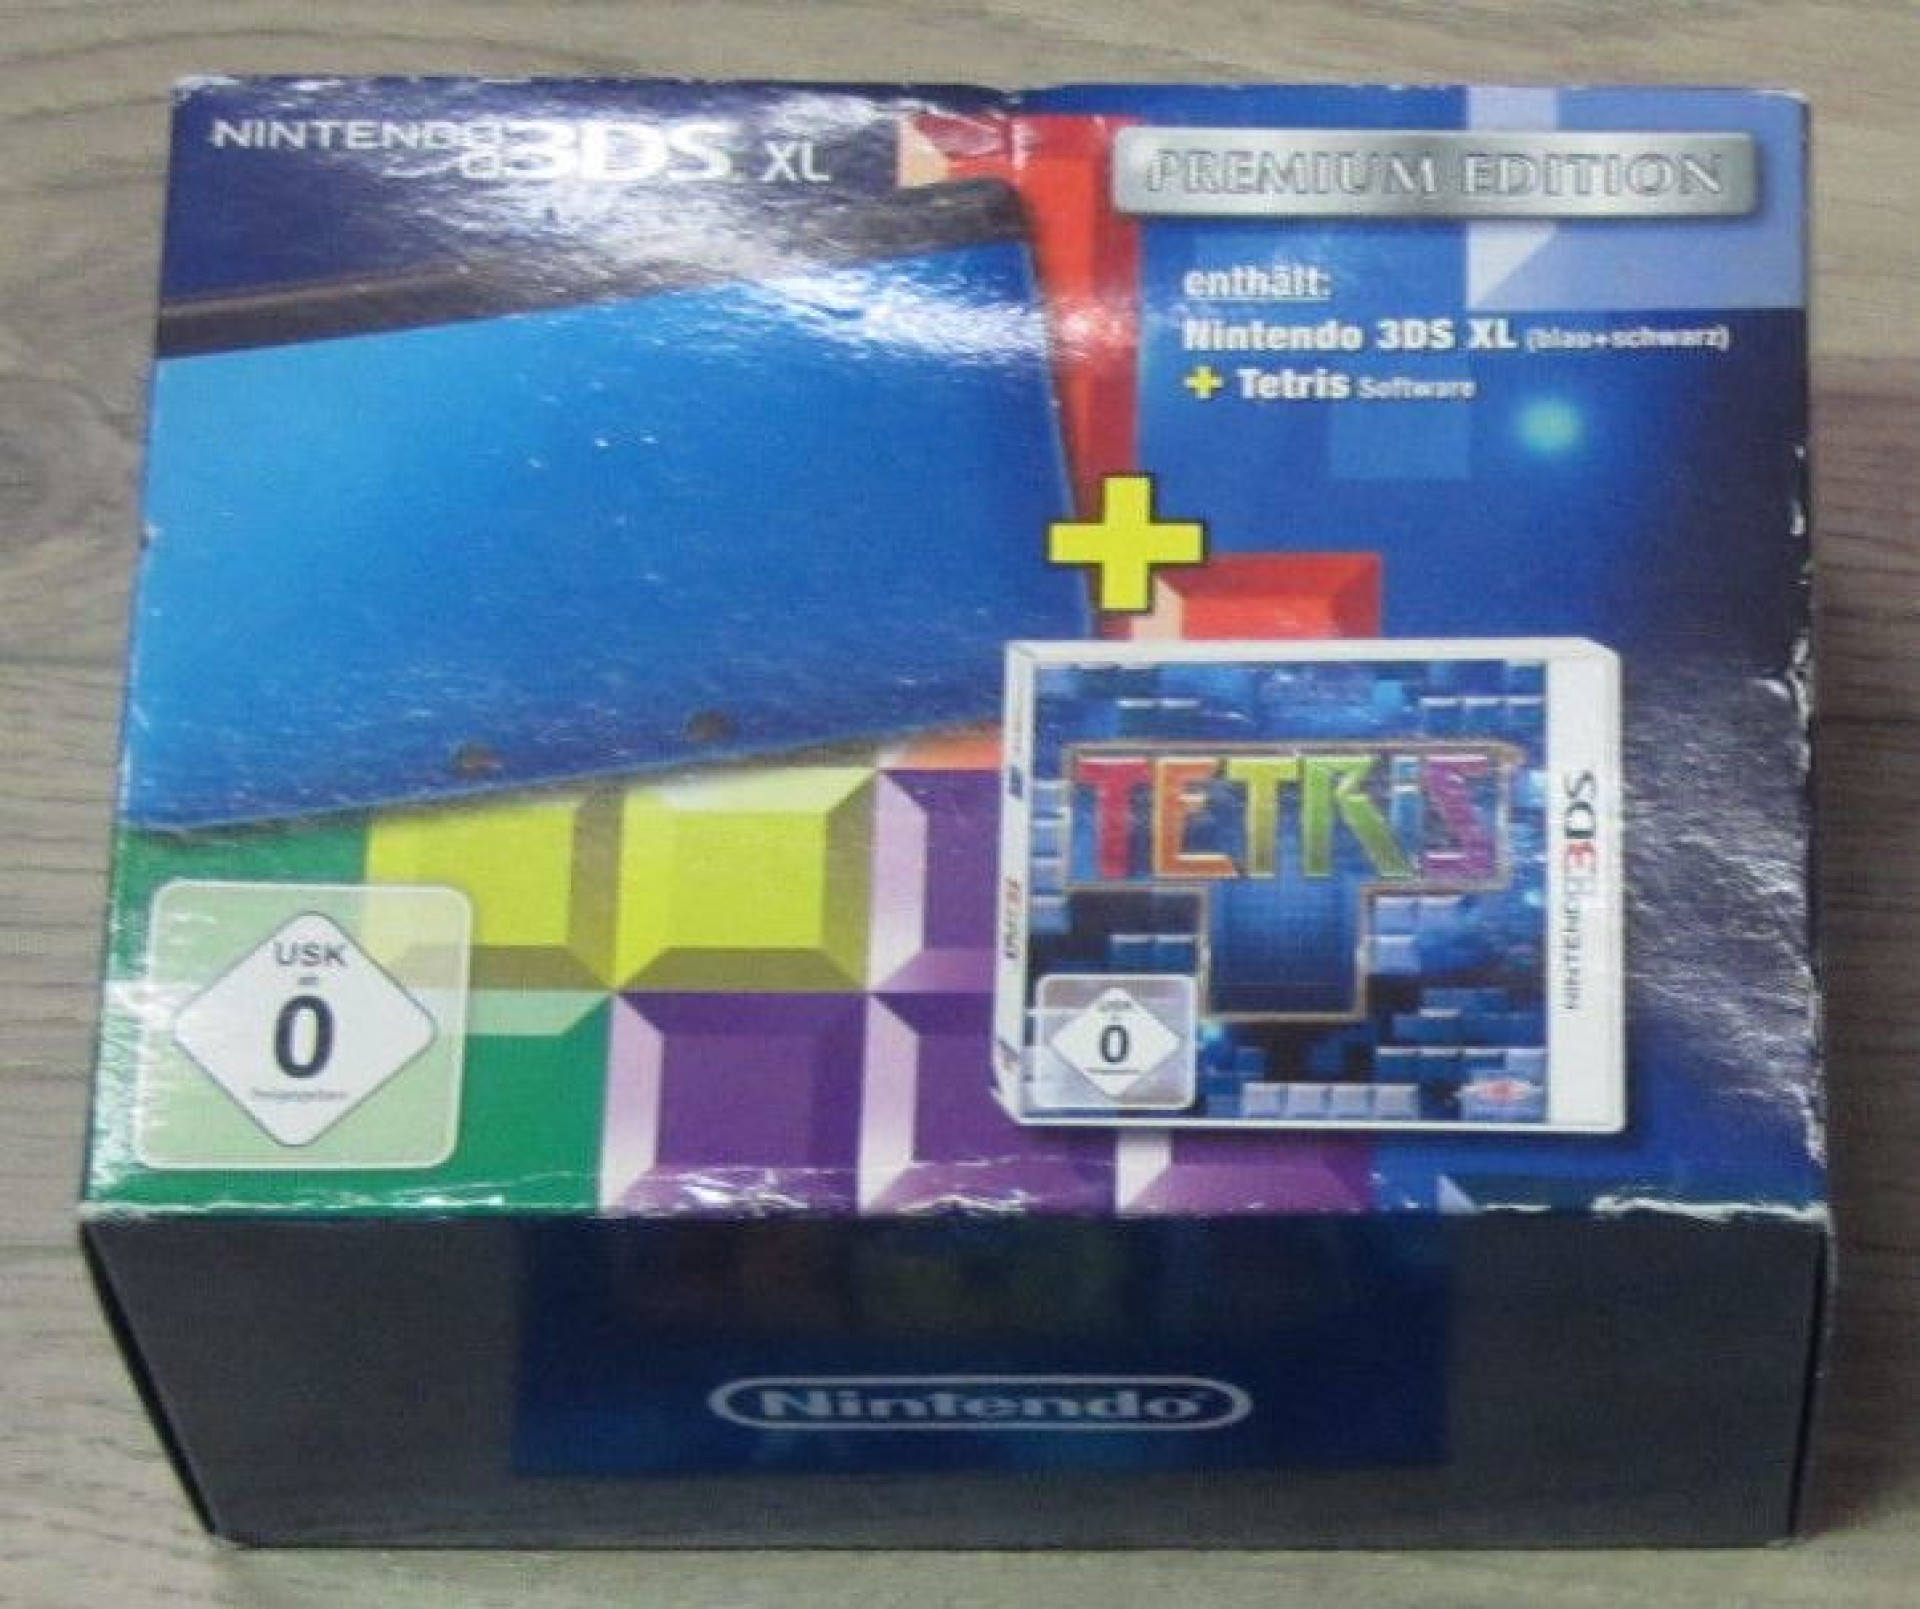 NINTENDO 3DS XL
PREMIUM EDITION
enthält:
Nintendo 3DS XL (blau+schwarz)
+ Tetris Software
+
TETRIS
NINTENDO 3DS
USK
0
USK
ab
0
Nintendo